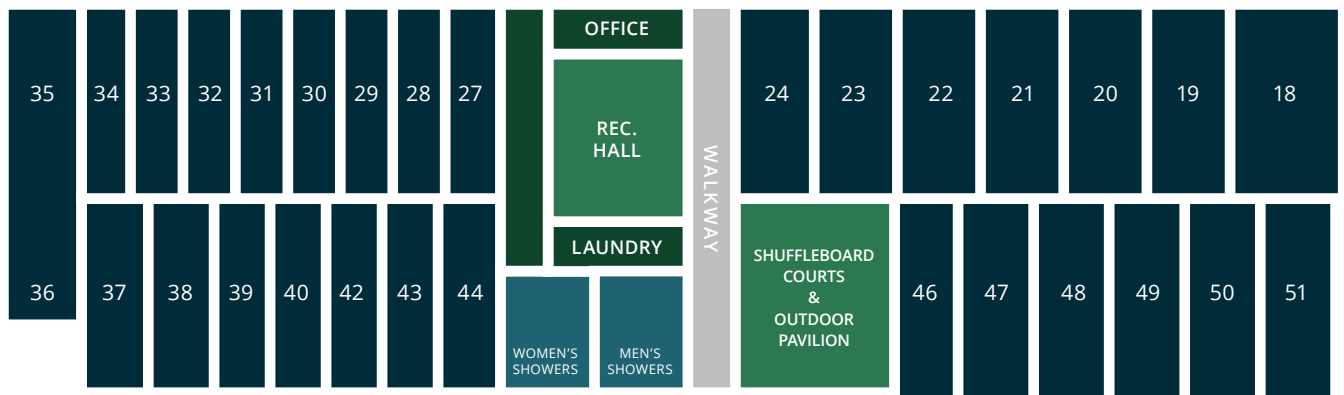 OFFICE
35 34 33 32 31 30 29 28 27
REC.
HALL
24 23 22 21 20 19 18
WALKWAY
LAUNDRY
36 37 38 39 40 42 43 44
WOMEN'S
SHOWERS
MEN'S
SHOWERS
SHUFFLEBOARD
COURTS
&
OUTDOOR
PAVILION
46 47 48 49 50 51